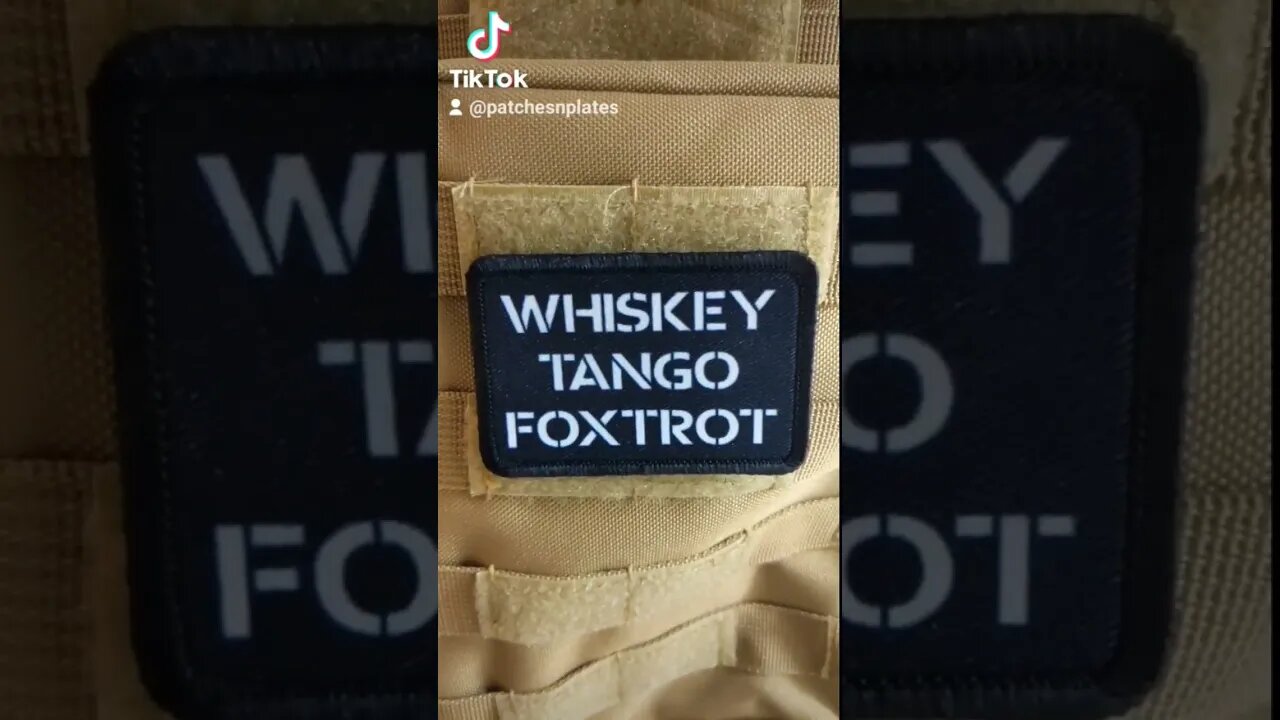 TikTok
@patchesnplates
WHISKEY
TANGO
FOXTROT